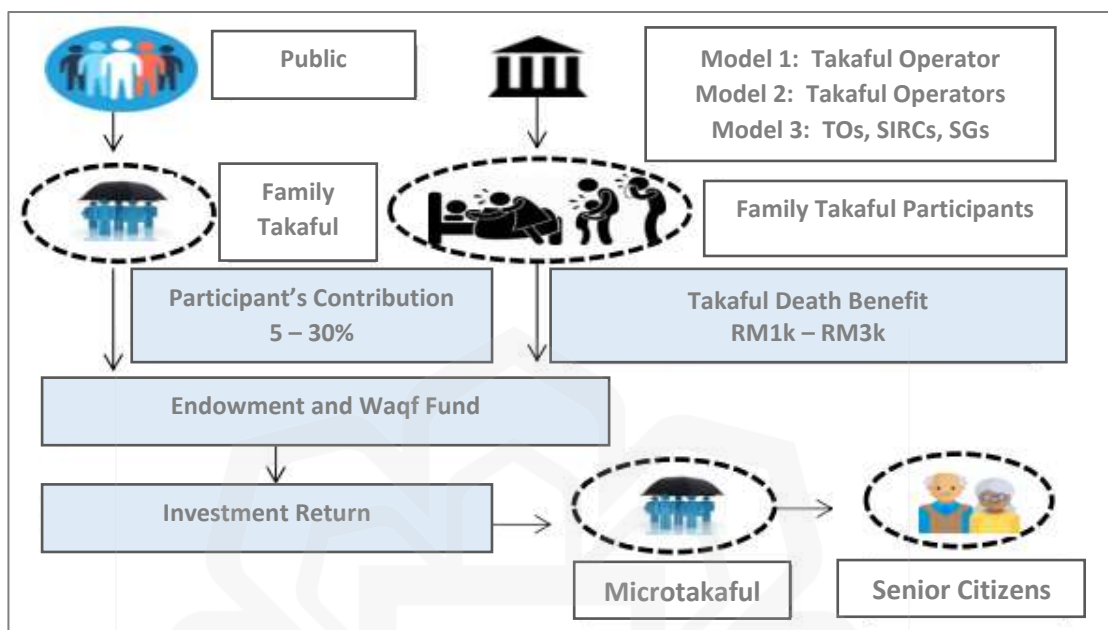 Public
Model 1: Takaful Operator
Model 2: Takaful Operators
Model 3: TOs, SIRCs, SGs
Family
Takaful
Family Takaful Participants
Participant’s Contribution
5 – 30%
Takaful Death Benefit
RM1k – RM3k
Endowment and Waqf Fund
Investment Return
Microtakaful
Senior Citizens